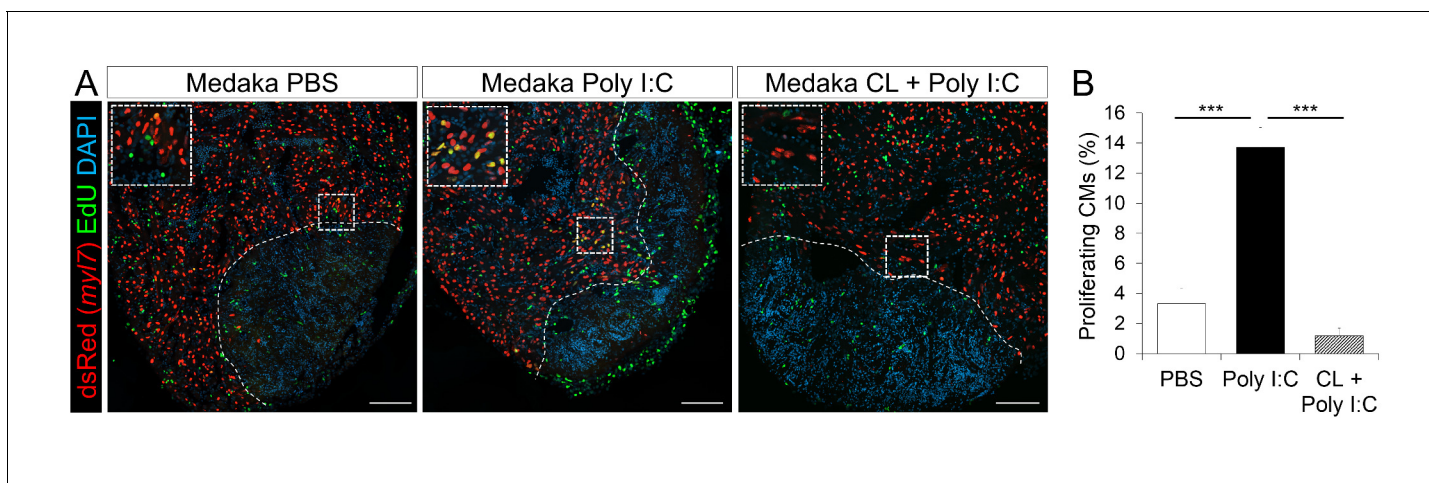 A
Medaka PBS
Medaka Poly I:C
Medaka CL + Poly I:C
dsRed (myl7) EdU DAPI
B
*** ***
Proliferating CMs (%)
16
14
12
10
8
6
4
2
0
PBS
Poly I:C
CL +
Poly I:C